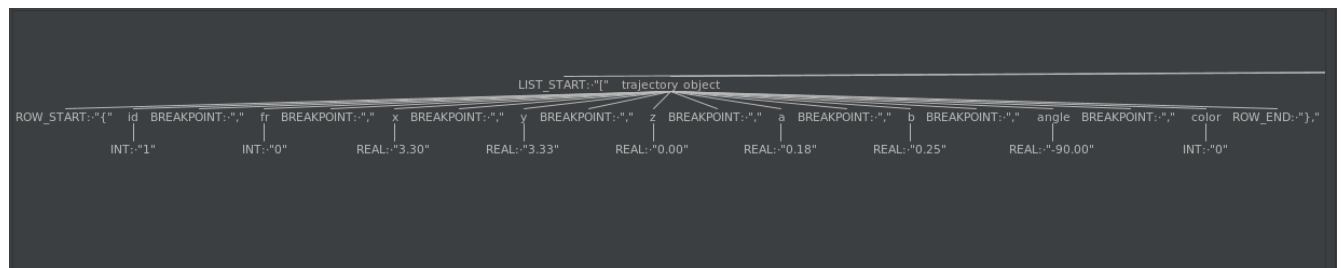 LIST_START:·"[" trajectory_object
ROW_START:·"{" id BREAKPOINT:·"," fr BREAKPOINT:·"," x BREAKPOINT:·"," y BREAKPOINT:·"," z BREAKPOINT:·"," a BREAKPOINT:·"," b BREAKPOINT:·"," angle BREAKPOINT:·"," color ROW_END:·"},"
INT:·"1" INT:·"0" REAL:·"3.30" REAL:·"3.33" REAL:·"0.00" REAL:·"0.18" REAL:·"0.25" REAL:·"-90.00" INT:·"0"